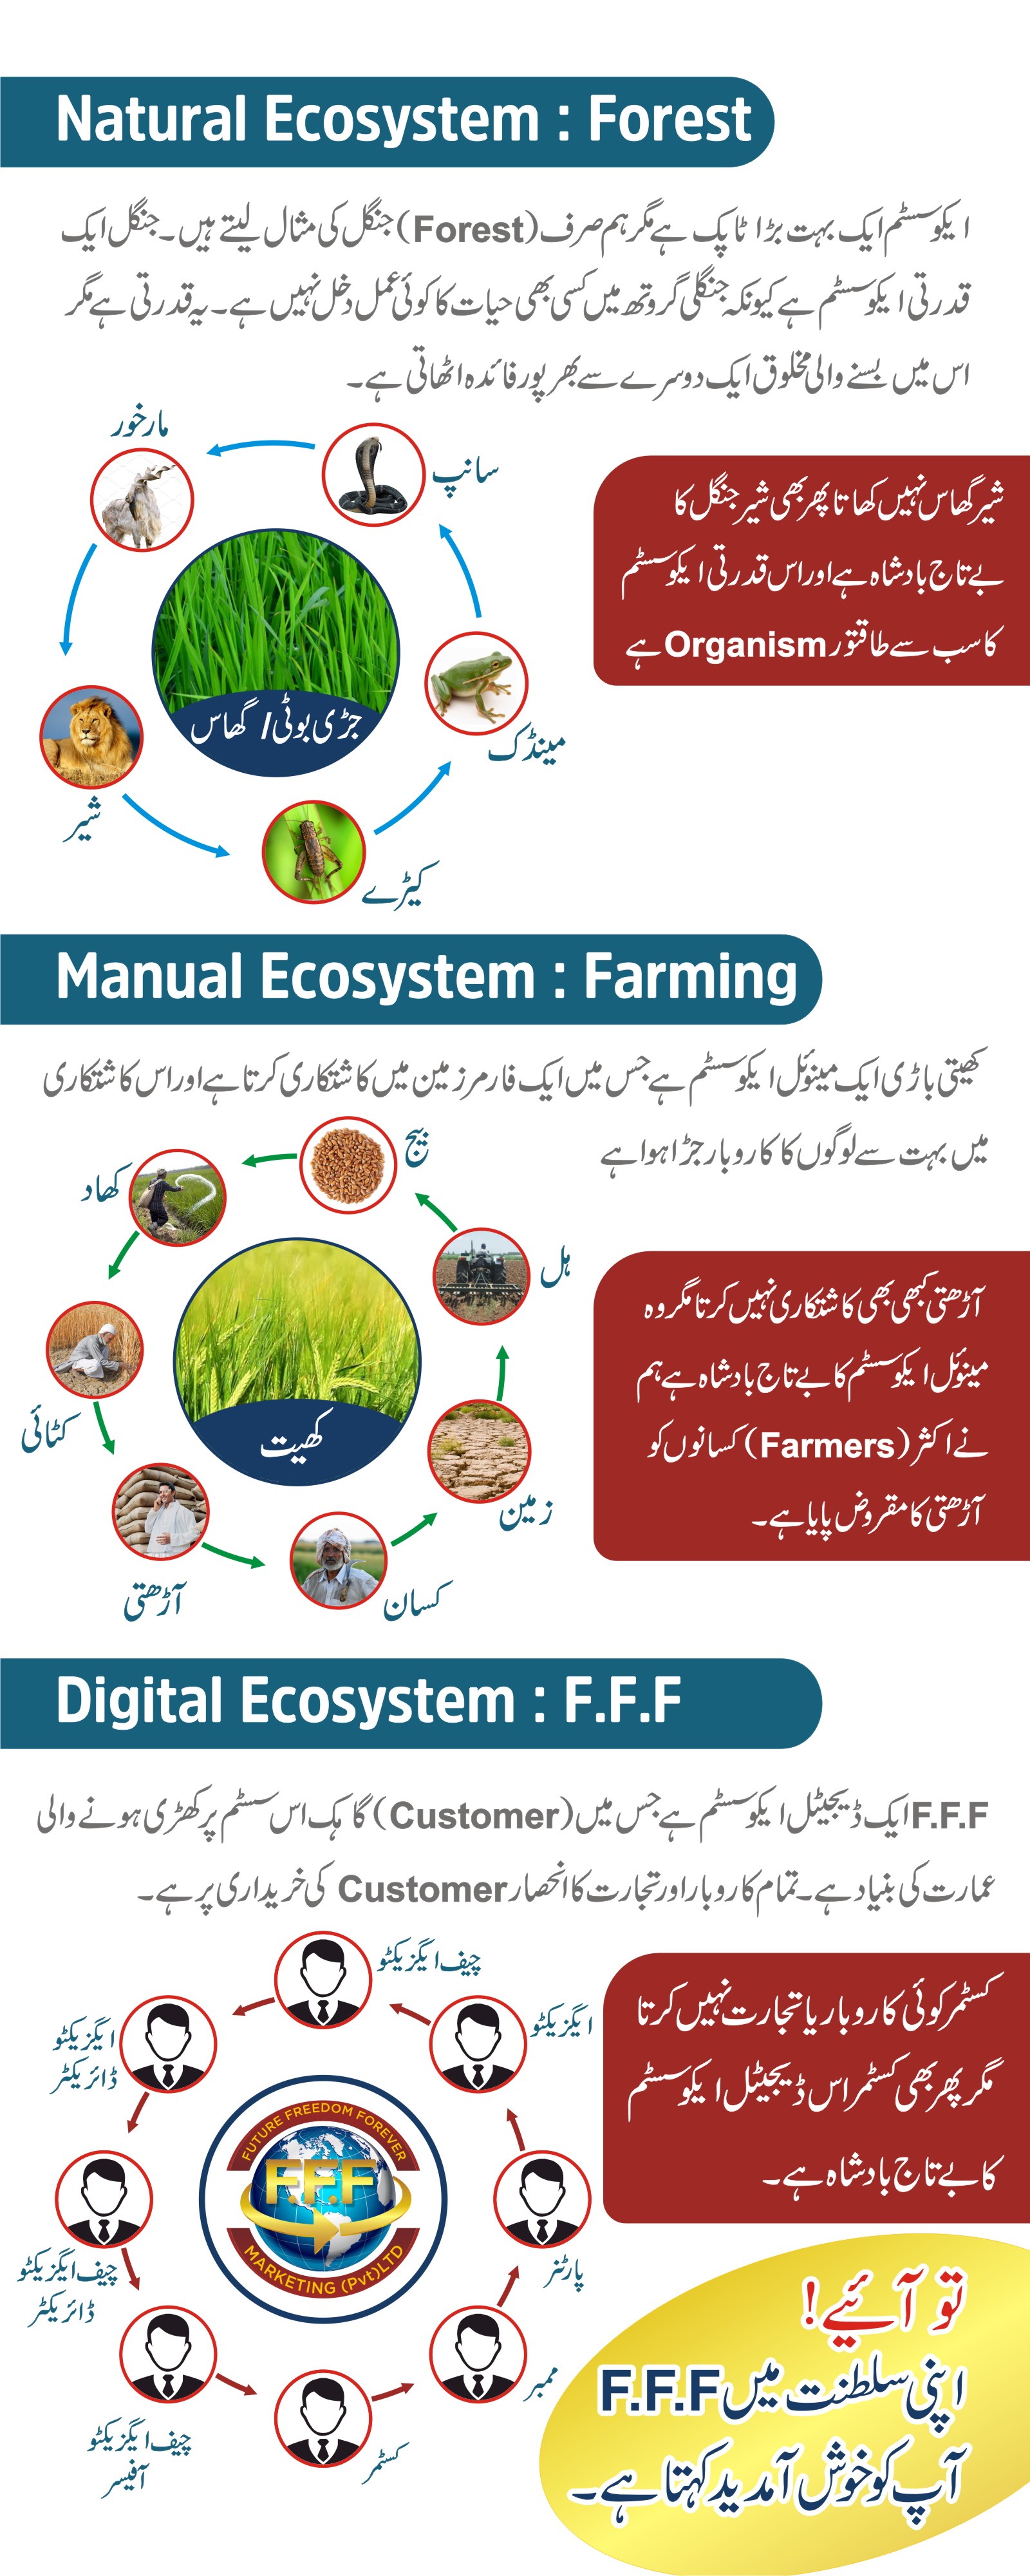 Natural Ecosystem : Forest
ایکوسسٹم ایک بہت بڑا ٹاپک ہے مگر ہم صرف (Forest) جنگل کی مثال لیتے ہیں۔ جنگل ایک
قدرتی ایکوسسٹم ہے کیونکہ جنگلی گروتھ میں کسی بھی حیات کا کوئی عمل دخل نہیں ہے۔ یہ قدرتی ہے مگر
اس میں بسنے والی مخلوق ایک دوسرے سے بھرپور فائدہ اٹھاتی ہے۔
مارخور
سانپ
شیر گھاس نہیں کھاتا پھر بھی شیر جنگل کا
بے تاج بادشاہ ہے اور اس قدرتی ایکوسسٹم
کا سب سے طاقتور Organism ہے
جڑی بوٹی / گھاس
مینڈک
شیر
کیڑے
Manual Ecosystem : Farming
کھیتی باڑی ایک مینوئل ایکوسسٹم ہے جس میں ایک فارمر زمین میں کاشتکاری کرتا ہے اور اس کاشتکاری
میں بہت سے لوگوں کا کاروبار جڑا ہوا ہے
بیج
کھاد
ہل
آڑھتی کبھی بھی کاشتکاری نہیں کرتا مگر وہ
مینوئل ایکوسسٹم کا بے تاج بادشاہ ہے ہم
نے اکثر (Farmers) کسانوں کو
آڑھتی کا مقروض پایا ہے۔
کٹائی
کھیت
زمین
آڑھتی
کسان
Digital Ecosystem : F.F.F
F.F.F ایک ڈیجیٹل ایکوسسٹم ہے جس میں (Customer) گاہک اس سسٹم پر کھڑی ہونے والی
عمارت کی بنیاد ہے۔ تمام کاروبار اور تجارت کا انحصار Customer کی خریداری پر ہے۔
چیف ایگزیکٹو
ایگزیکٹو
ایگزیکٹو
ڈائریکٹر
کسٹمر کوئی کاروبار یا تجارت نہیں کرتا
مگر پھر بھی کسٹمر اس ڈیجیٹل ایکوسسٹم
کا بے تاج بادشاہ ہے۔
FUTURE FREEDOM FOREVER
F.F.F
MARKETING (Pvt) LTD
پارٹنر
چیف ایگزیکٹو
ڈائریکٹر
ممبر
چیف ایگزیکٹو
آفیسر
کسٹمر
تو آئیے!
اپنی سلطنت میں F.F.F
آپ کو خوش آمدید کہتا ہے۔